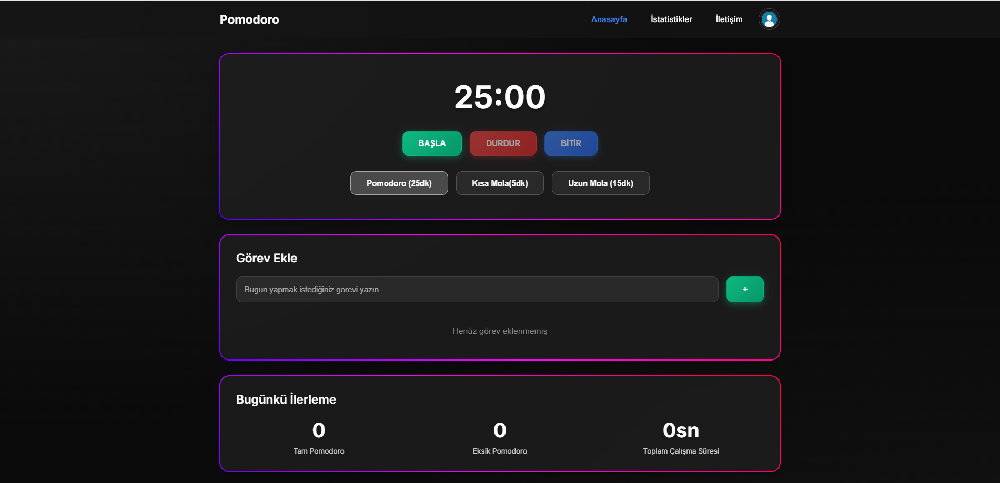 Pomodoro
Anasayfa
İstatistikler
İletişim
25:00
BAŞLA
DURDUR
BİTİR
Pomodoro (25dk)
Kısa Mola(5dk)
Uzun Mola (15dk)
Görev Ekle
Bugün yapmak istediğiniz görevi yazın...
+
Henüz görev eklenmemiş
Bugünkü İlerleme
0
Tam Pomodoro
0
Eksik Pomodoro
0sn
Toplam Çalışma Süresi